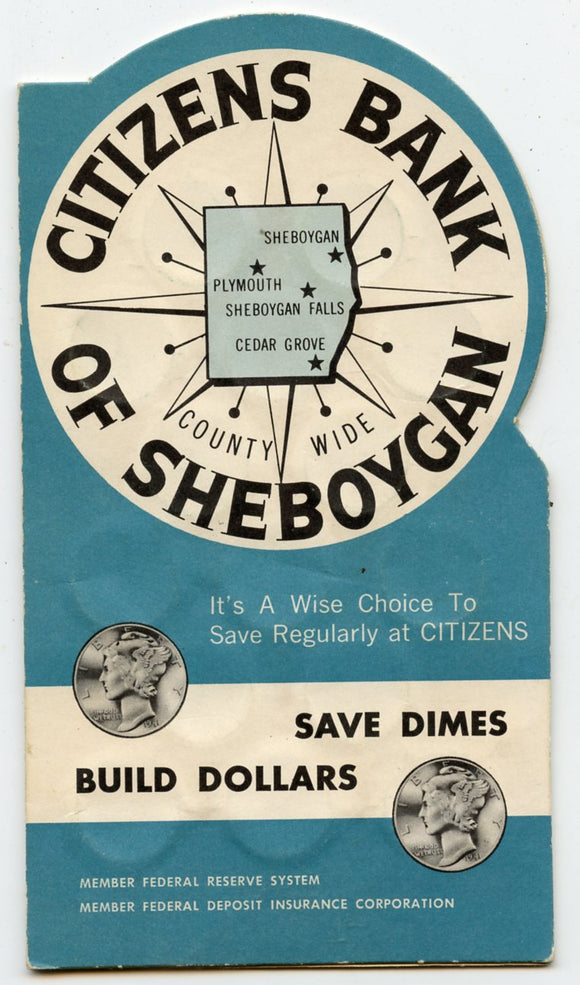 CITIZENS BANK
OF SHEBOYGAN
SHEBOYGAN
PLYMOUTH
SHEBOYGAN FALLS
CEDAR GROVE
COUNTY WIDE
It's A Wise Choice To
Save Regularly at CITIZENS
LIBERTY
SAVE DIMES
BUILD DOLLARS
LIBERTY
MEMBER FEDERAL RESERVE SYSTEM
MEMBER FEDERAL DEPOSIT INSURANCE CORPORATION